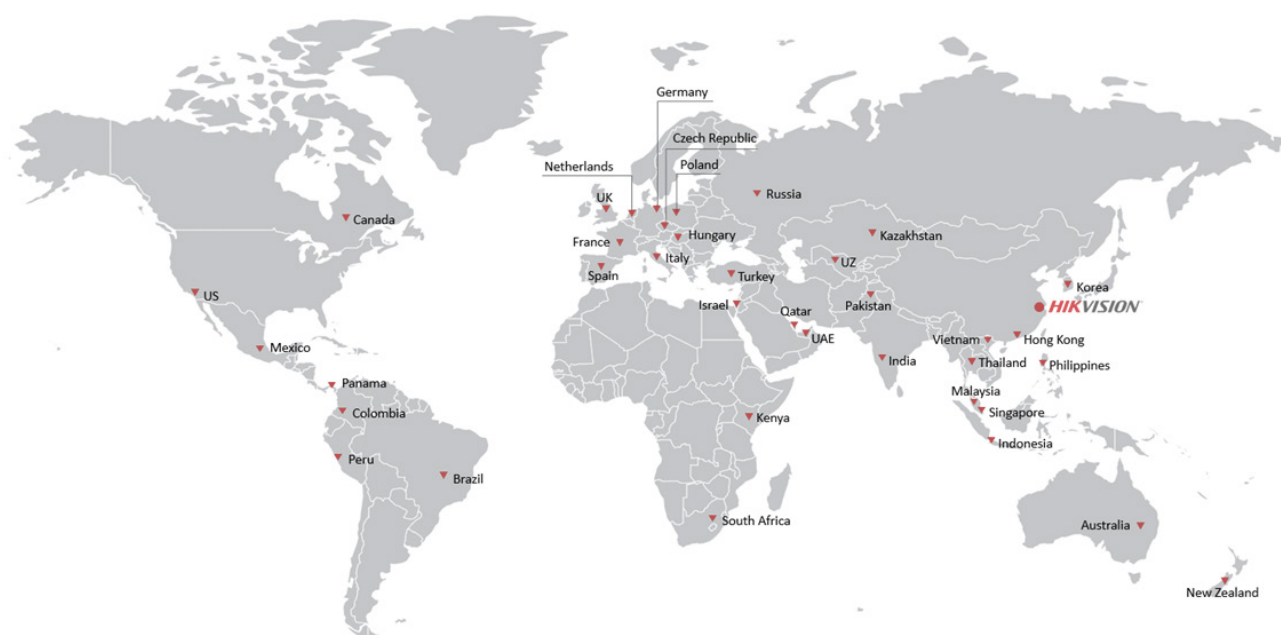 Germany
Czech Republic
Netherlands
Poland
UK
Russia
Canada
France
Hungary
Kazakhstan
Italy
UZ
Spain
Turkey
US
Israel
Qatar
Pakistan
Korea
HIKVISION
UAE
Vietnam
Hong Kong
Mexico
India
Thailand
Philippines
Panama
Malaysia
Colombia
Singapore
Kenya
Indonesia
Peru
Brazil
South Africa
Australia
New Zealand